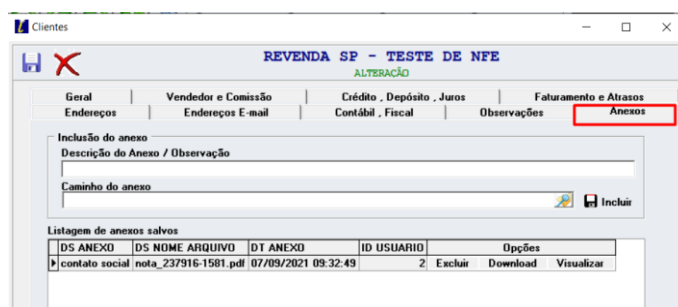 Clientes
REVENDA SP - TESTE DE NFE
ALTERACÃO
Geral Vendedor e Comissão Crédito , Depósito , Juros Faturamento e Atrasos
Endereços Endereços E-mail Contábil , Fiscal Observações Anexos
Inclusão do anexo
Descrição do Anexo / Observação
Caminho do anexo
Incluir
Listagem de anexos salvos
DS ANEXO DS NOME ARQUIVO DT ANEXO ID USUARIO Opções
contato social nota_237916-1581.pdf 07/09/2021 09:32:49 2 Excluir Download Visualizar